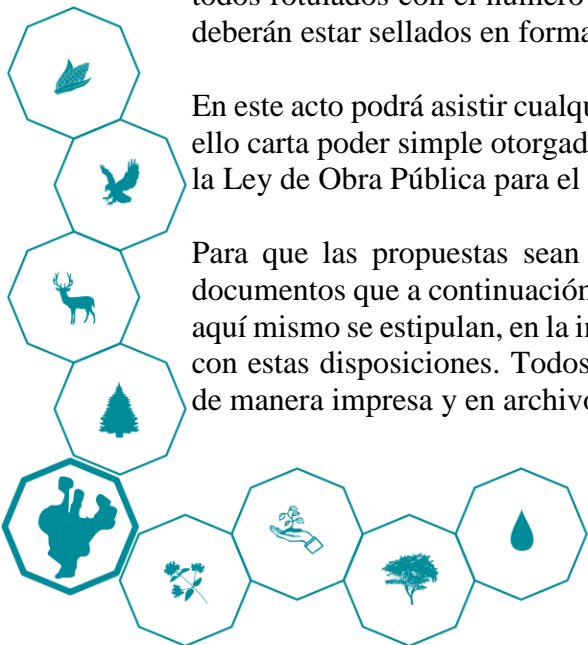 todos rotulados con el número
deberán estar sellados en forma
En este acto podrá asistir cualqu
ello carta poder simple otorgad
la Ley de Obra Pública para el
Para que las propuestas sean
documentos que a continuación
aquí mismo se estipulan, en la in
con estas disposiciones. Todos
de manera impresa y en archivo